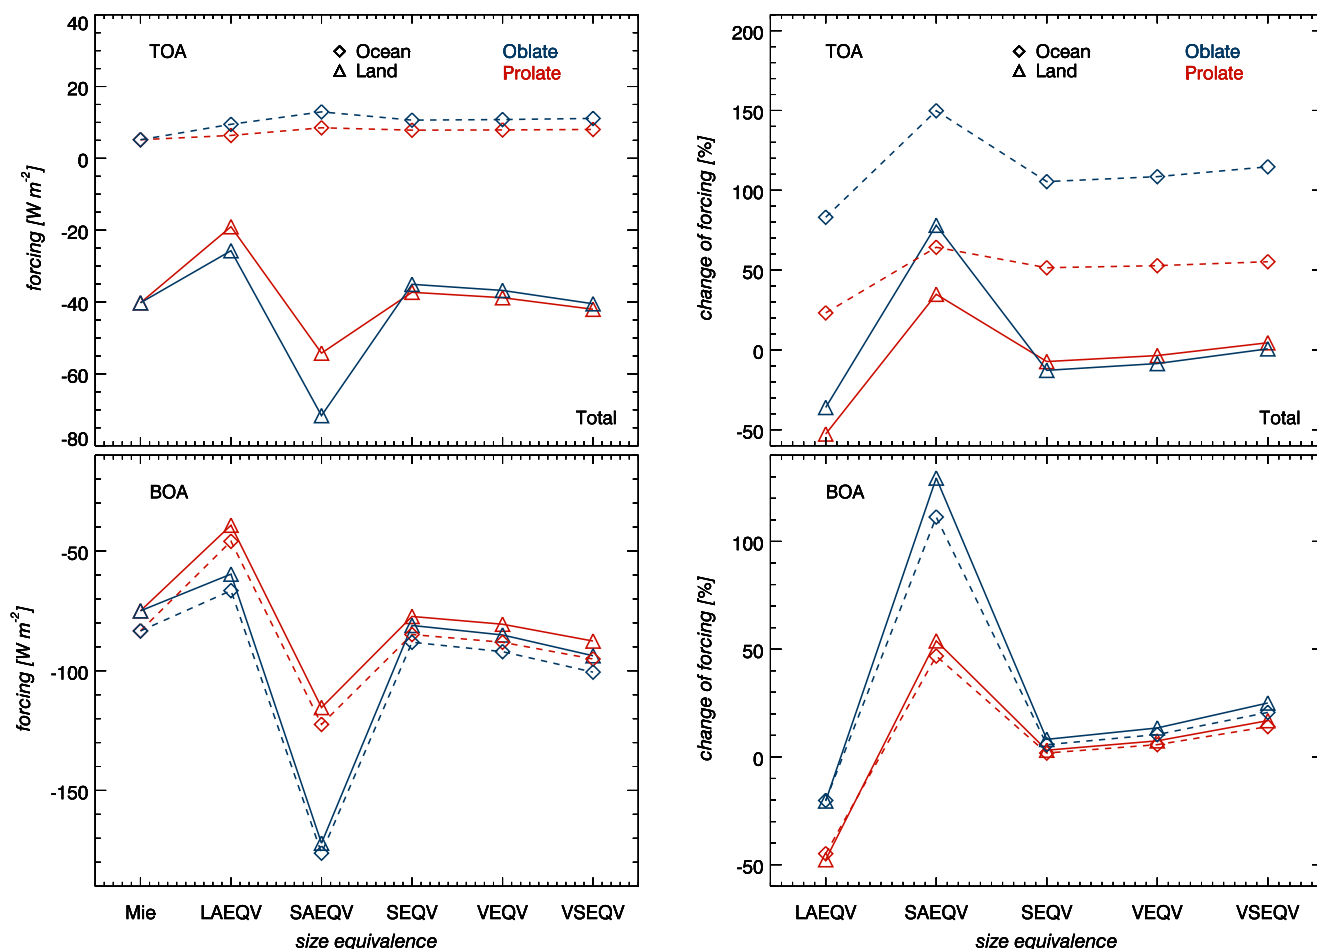 TOA
Ocean
Land
Oblate
Prolate
40
20
0
-20
-40
-60
-80
forcing [W m-2]
Total
TOA
Ocean
Land
Oblate
Prolate
200
150
100
50
0
-50
change of forcing [%]
Total
BOA
-50
-100
-150
forcing [W m-2]
Mie LAEQV SAEQV SEQV VEQV VSEQV
size equivalence
BOA
100
50
0
-50
change of forcing [%]
LAEQV SAEQV SEQV VEQV VSEQV
size equivalence